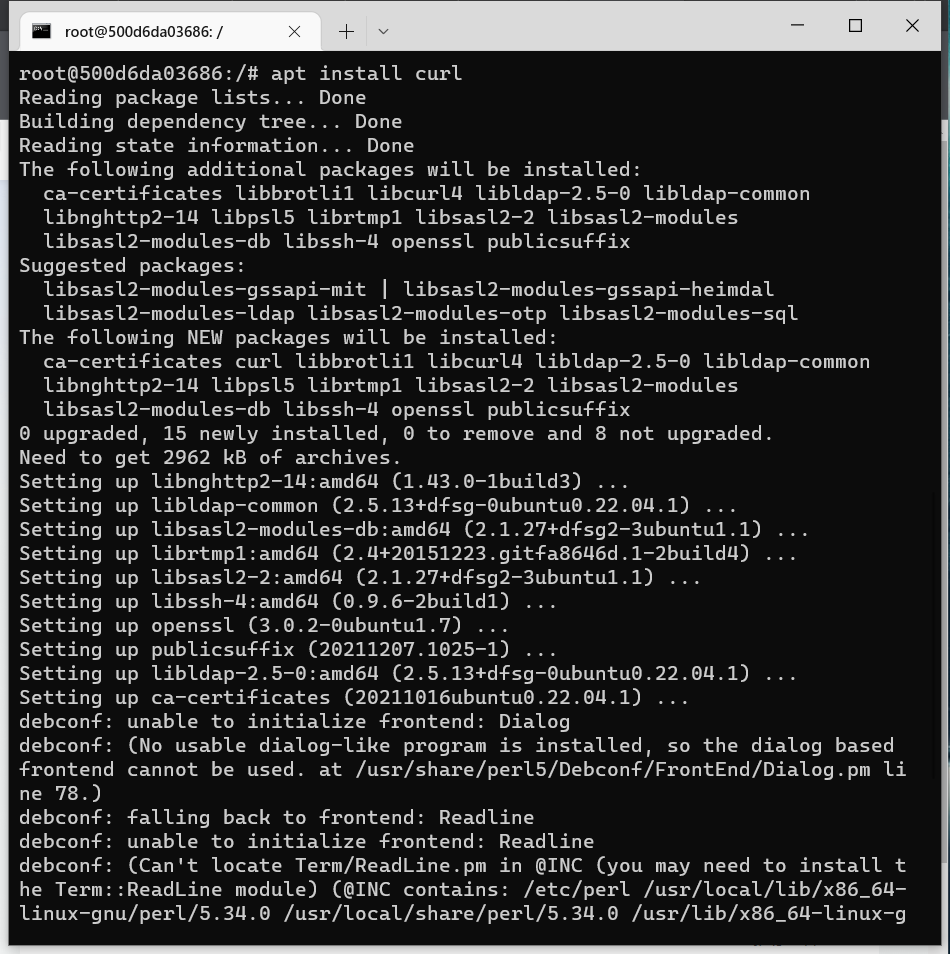 root@500d6da03686: /
root@500d6da03686:/# apt install curl
Reading package lists... Done
Building dependency tree... Done
Reading state information... Done
The following additional packages will be installed:
  ca-certificates libbrotli1 libcurl4 libldap-2.5-0 libldap-common
  libnghttp2-14 libpsl5 librtmp1 libsasl2-2 libsasl2-modules
  libsasl2-modules-db libssh-4 openssl publicsuffix
Suggested packages:
  libsasl2-modules-gssapi-mit | libsasl2-modules-gssapi-heimdal
  libsasl2-modules-ldap libsasl2-modules-otp libsasl2-modules-sql
The following NEW packages will be installed:
  ca-certificates curl libbrotli1 libcurl4 libldap-2.5-0 libldap-common
  libnghttp2-14 libpsl5 librtmp1 libsasl2-2 libsasl2-modules
  libsasl2-modules-db libssh-4 openssl publicsuffix
0 upgraded, 15 newly installed, 0 to remove and 8 not upgraded.
Need to get 2962 kB of archives.
Setting up libnghttp2-14:amd64 (1.43.0-1build3) ...
Setting up libldap-common (2.5.13+dfsg-0ubuntu0.22.04.1) ...
Setting up libsasl2-modules-db:amd64 (2.1.27+dfsg2-3ubuntu1.1) ...
Setting up librtmp1:amd64 (2.4+20151223.gitfa8646d.1-2build4) ...
Setting up libsasl2-2:amd64 (2.1.27+dfsg2-3ubuntu1.1) ...
Setting up libssh-4:amd64 (0.9.6-2build1) ...
Setting up openssl (3.0.2-0ubuntu1.7) ...
Setting up publicsuffix (20211207.1025-1) ...
Setting up libldap-2.5-0:amd64 (2.5.13+dfsg-0ubuntu0.22.04.1) ...
Setting up ca-certificates (20211016ubuntu0.22.04.1) ...
debconf: unable to initialize frontend: Dialog
debconf: (No usable dialog-like program is installed, so the dialog based
frontend cannot be used. at /usr/share/perl5/Debconf/FrontEnd/Dialog.pm li
ne 78.)
debconf: falling back to frontend: Readline
debconf: unable to initialize frontend: Readline
debconf: (Can't locate Term/ReadLine.pm in @INC (you may need to install t
he Term::ReadLine module) (@INC contains: /etc/perl /usr/local/lib/x86_64-
linux-gnu/perl/5.34.0 /usr/local/share/perl/5.34.0 /usr/lib/x86_64-linux-g